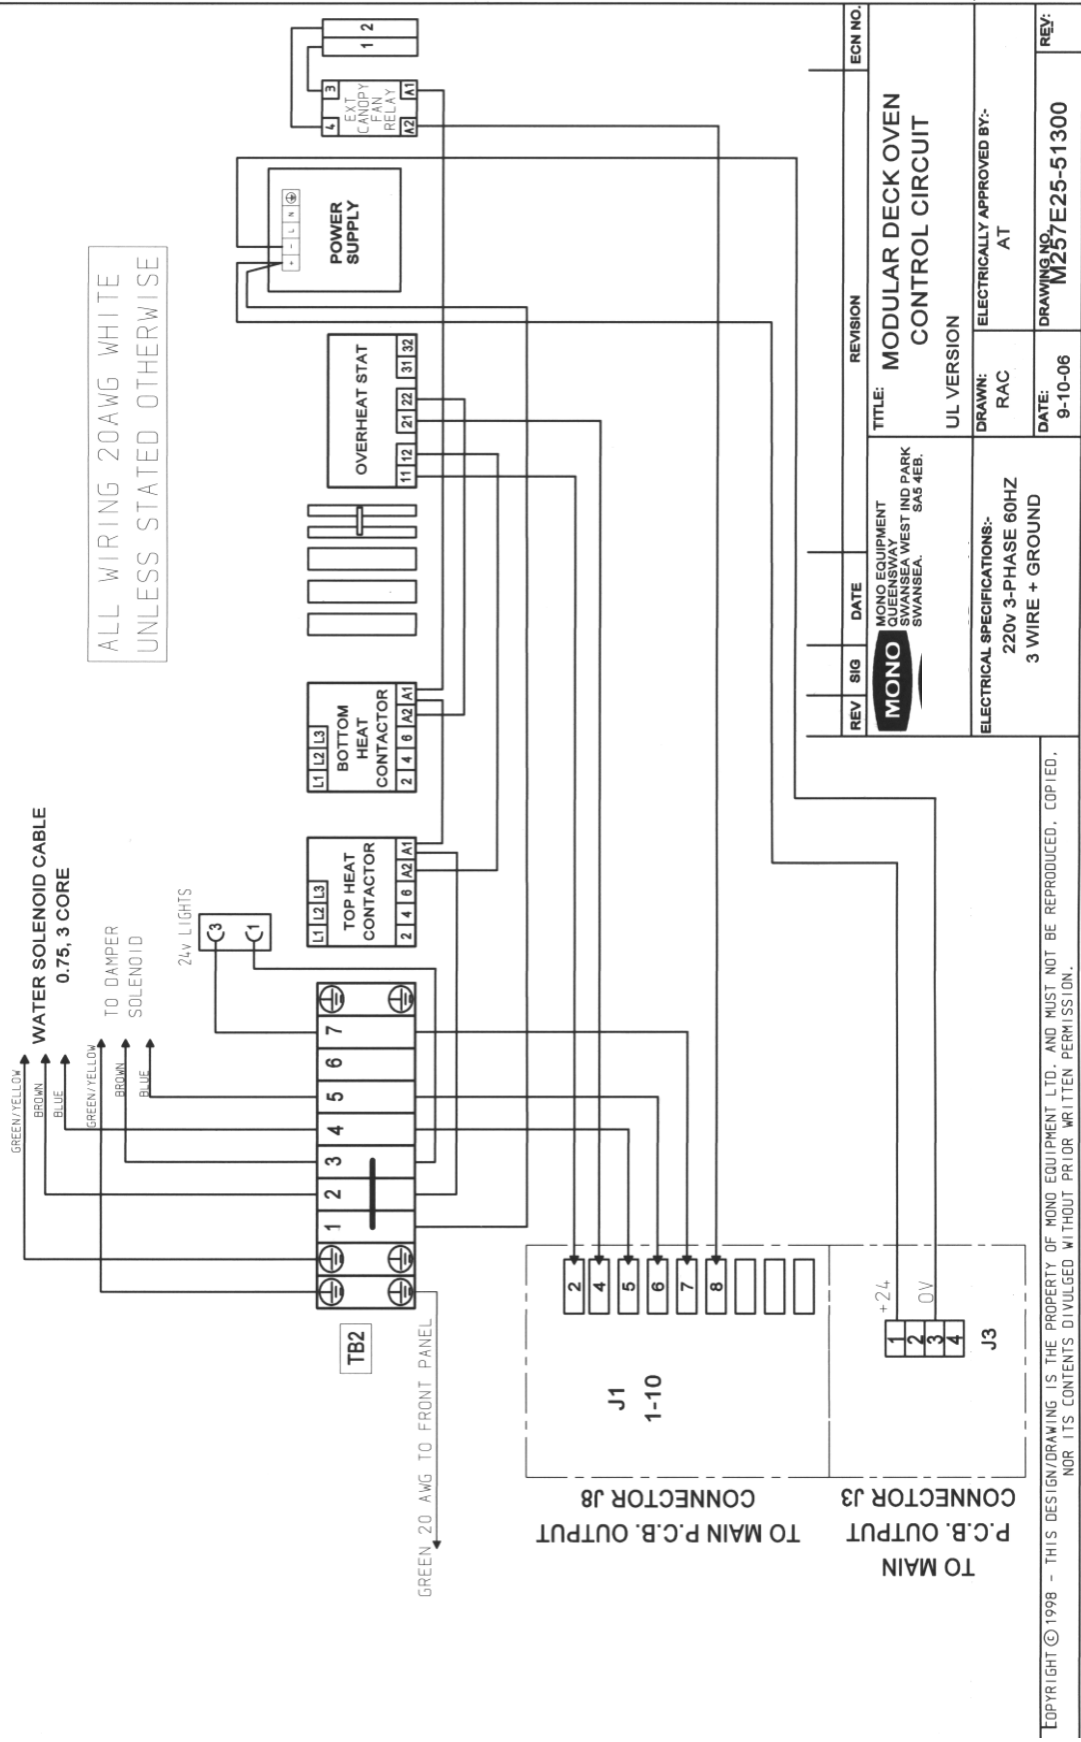 ALL WIRING 20AWG WHITE
UNLESS STATED OTHERWISE
WATER SOLENOID CABLE
0.75, 3 CORE
GREEN/YELLOW
BROWN
BLUE
TO DAMPER
SOLENOID
GREEN/YELLOW
BROWN
BLUE
24v LIGHTS
3
1
TB2
1 2 3 4 5 6 7
GREEN 20 AWG TO FRONT PANEL
L1 L2 L3
TOP HEAT
CONTACTOR
2 4 6 A2 A1
L1 L2 L3
BOTTOM
HEAT
CONTACTOR
2 4 6 A2 A1
OVERHEAT STAT
11 12 21 22 31 32
+ - L N
POWER
SUPPLY
4 3
EXT
CANOPY
FAN
RELAY
A2 A1
1 2
J1
1-10
2
4
5
6
7
8
TO MAIN P.C.B. OUTPUT
CONNECTOR J8
+24
0V
1
2
3
4
J3
TO MAIN
P.C.B. OUTPUT
CONNECTOR J3
REV SIG DATE REVISION ECN NO.
MONO
MONO EQUIPMENT
QUEENSWAY
SWANSEA WEST IND PARK
SWANSEA. SA5 4EB.
TITLE: MODULAR DECK OVEN
CONTROL CIRCUIT
UL VERSION
ELECTRICAL SPECIFICATIONS:-
220v 3-PHASE 60HZ
3 WIRE + GROUND
DRAWN:
RAC
ELECTRICALLY APPROVED BY:-
AT
DATE:
9-10-06
DRAWING NO.
M257E25-51300
REV:
COPYRIGHT © 1998 - THIS DESIGN/DRAWING IS THE PROPERTY OF MONO EQUIPMENT LTD. AND MUST NOT BE REPRODUCED, COPIED,
NOR ITS CONTENTS DIVULGED WITHOUT PRIOR WRITTEN PERMISSION.